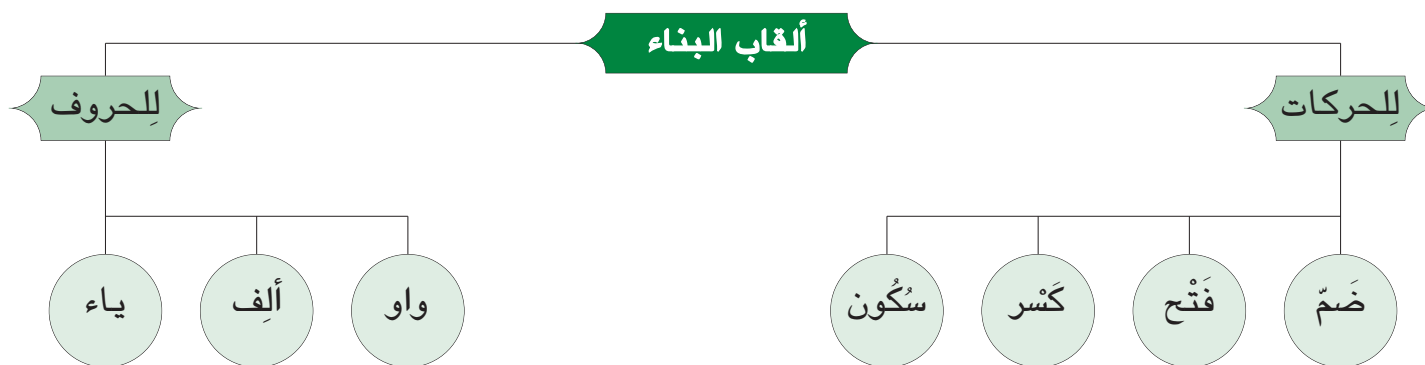 ألقاب البناء
لِلحركات
لِلحروف
ضَمّ
فَتْح
كَسْر
سُكُون
واو
ألِف
ياء